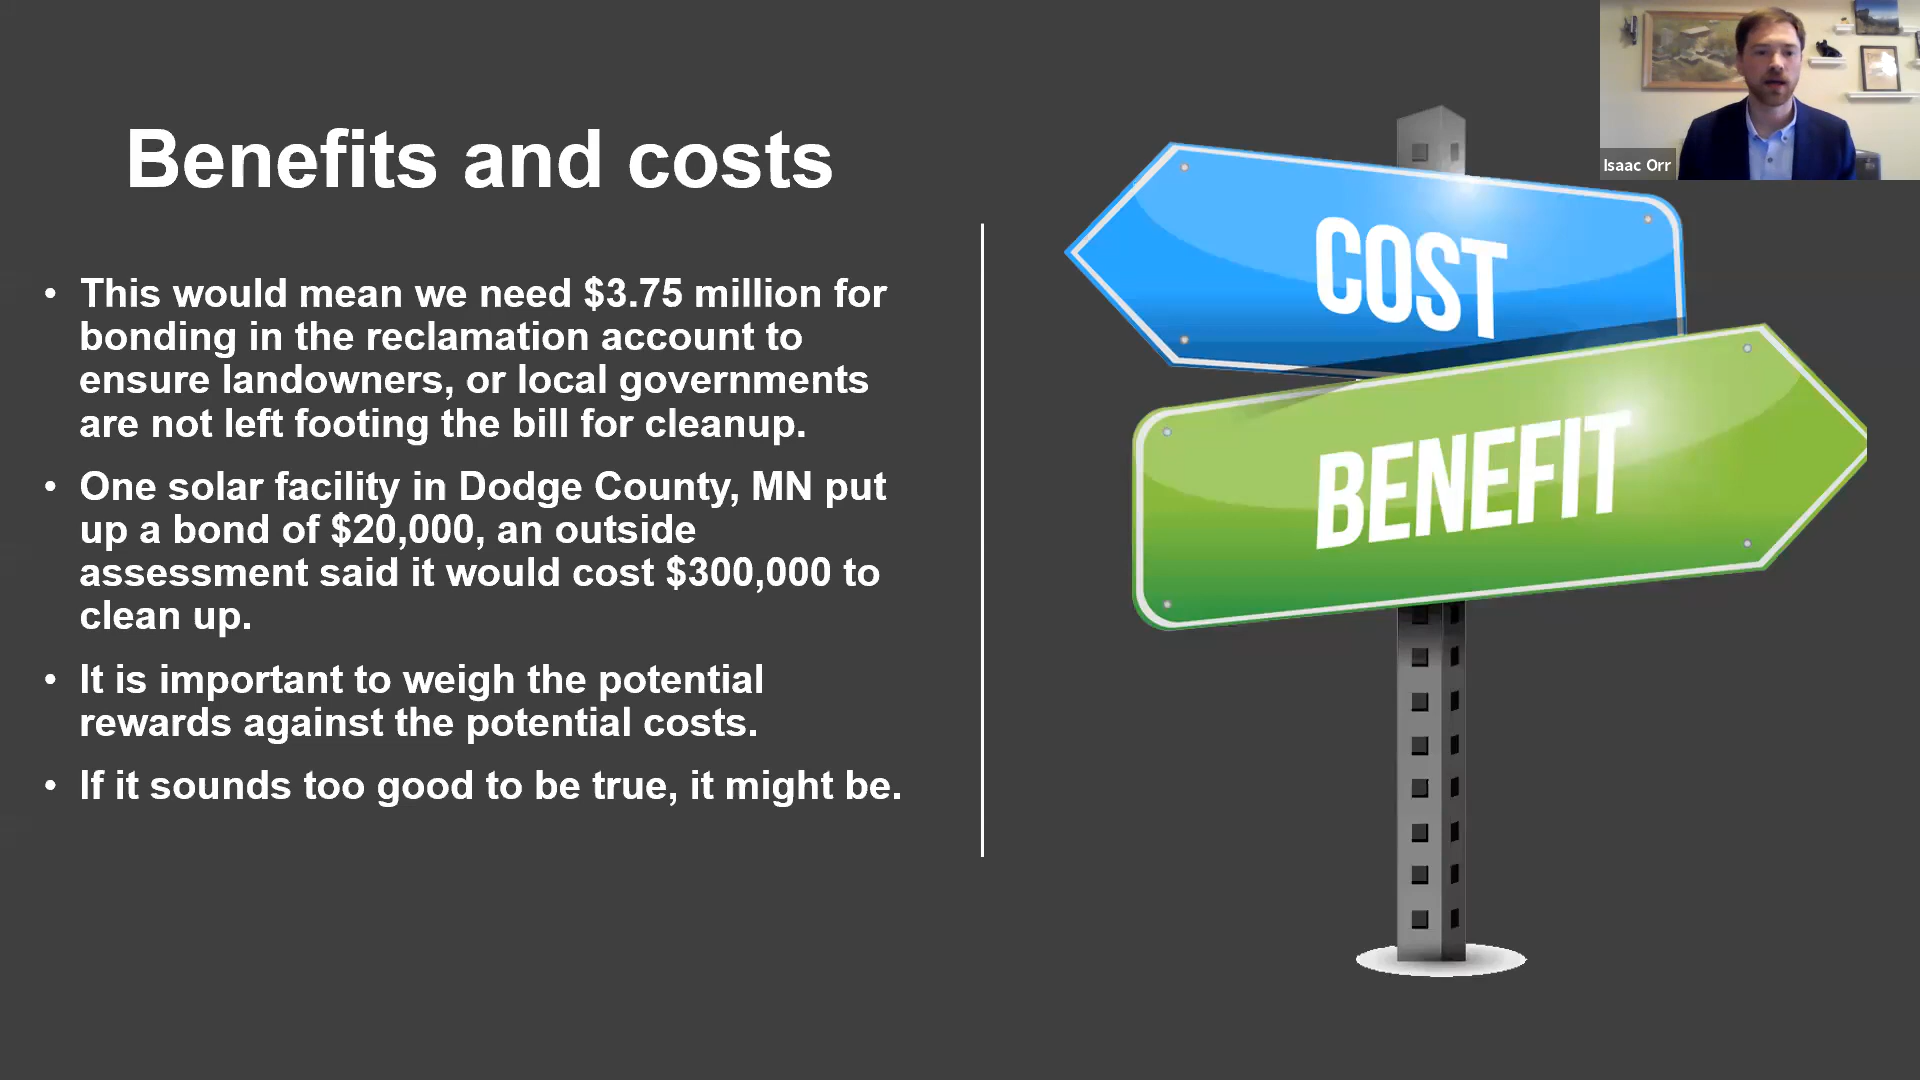 Benefits and costs
• This would mean we need $3.75 million for
bonding in the reclamation account to
ensure landowners, or local governments
are not left footing the bill for cleanup.
• One solar facility in Dodge County, MN put
up a bond of $20,000, an outside
assessment said it would cost $300,000 to
clean up.
• It is important to weigh the potential
rewards against the potential costs.
• If it sounds too good to be true, it might be.
COST
BENEFIT
Isaac Orr